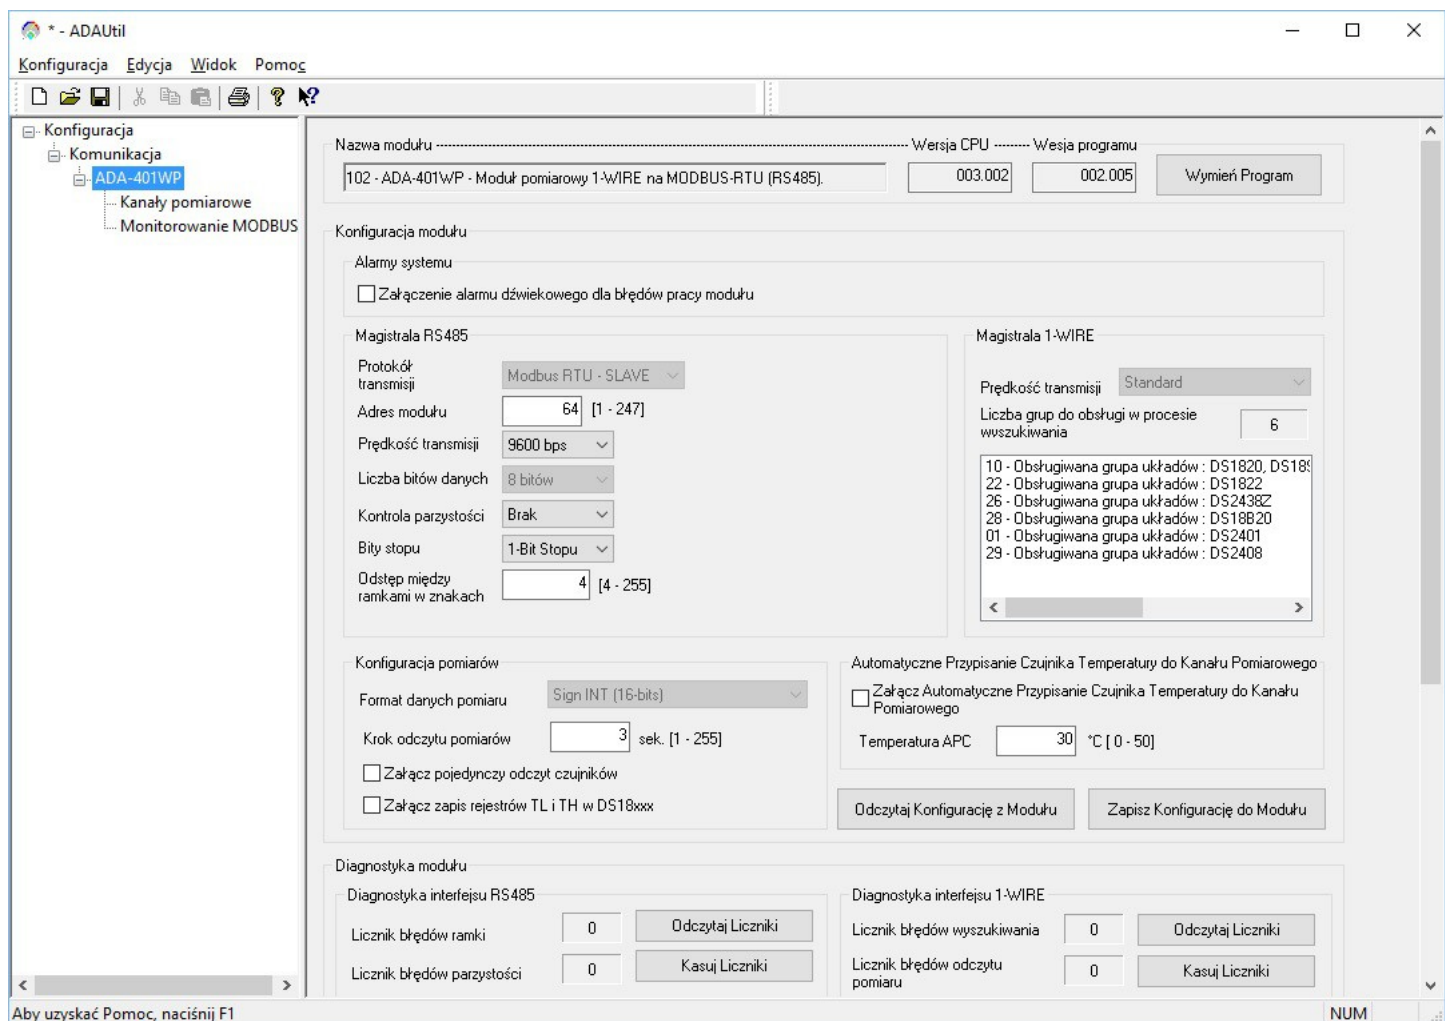 * - ADAUtil
Konfiguracja Edycja Widok Pomoc
Konfiguracja
Komunikacja
ADA-401WP
Kanały pomiarowe
Monitorowanie MODBUS
Nazwa modułu Wersja CPU Wesja programu
102 - ADA-401WP - Moduł pomiarowy 1-WIRE na MODBUS-RTU (RS485). 003.002 002.005 Wymień Program
Konfiguracja modułu
Alarmy systemu
Załączenie alarmu dźwiekowego dla błędów pracy modułu
Magistrala RS485
Protokół
transmisji
Modbus RTU - SLAVE
Adres modułu 64 [1 - 247]
Prędkość transmisji 9600 bps
Liczba bitów danych 8 bitów
Kontrola parzystości Brak
Bity stopu 1-Bit Stopu
Odstęp między
ramkami w znakach
4 [4 - 255]
Magistrala 1-WIRE
Prędkość transmisji Standard
Liczba grup do obsługi w procesie
wyszukiwania
6
10 - Obsługiwana grupa układów : DS1820, DS18S
22 - Obsługiwana grupa układów : DS1822
26 - Obsługiwana grupa układów : DS2438Z
28 - Obsługiwana grupa układów : DS18B20
01 - Obsługiwana grupa układów : DS2401
29 - Obsługiwana grupa układów : DS2408
Konfiguracja pomiarów
Format danych pomiaru Sign INT (16-bits)
Krok odczytu pomiarów 3 sek. [1 - 255]
Załącz pojedynczy odczyt czujników
Załącz zapis rejestrów TL i TH w DS18xxx
Automatyczne Przypisanie Czujnika Temperatury do Kanału Pomiarowego
Załącz Automatyczne Przypisanie Czujnika Temperatury do Kanału
Pomiarowego
Temperatura APC 30 °C [ 0 - 50]
Odczytaj Konfigurację z Modułu Zapisz Konfigurację do Modułu
Diagnostyka modułu
Diagnostyka interfejsu RS485
Licznik błędów ramki 0 Odczytaj Liczniki
Licznik błędów parzystości 0 Kasuj Liczniki
Diagnostyka interfejsu 1-WIRE
Licznik błędów wyszukiwania 0 Odczytaj Liczniki
Licznik błędów odczytu
pomiaru
0 Kasuj Liczniki
Aby uzyskać Pomoc, naciśnij F1 NUM